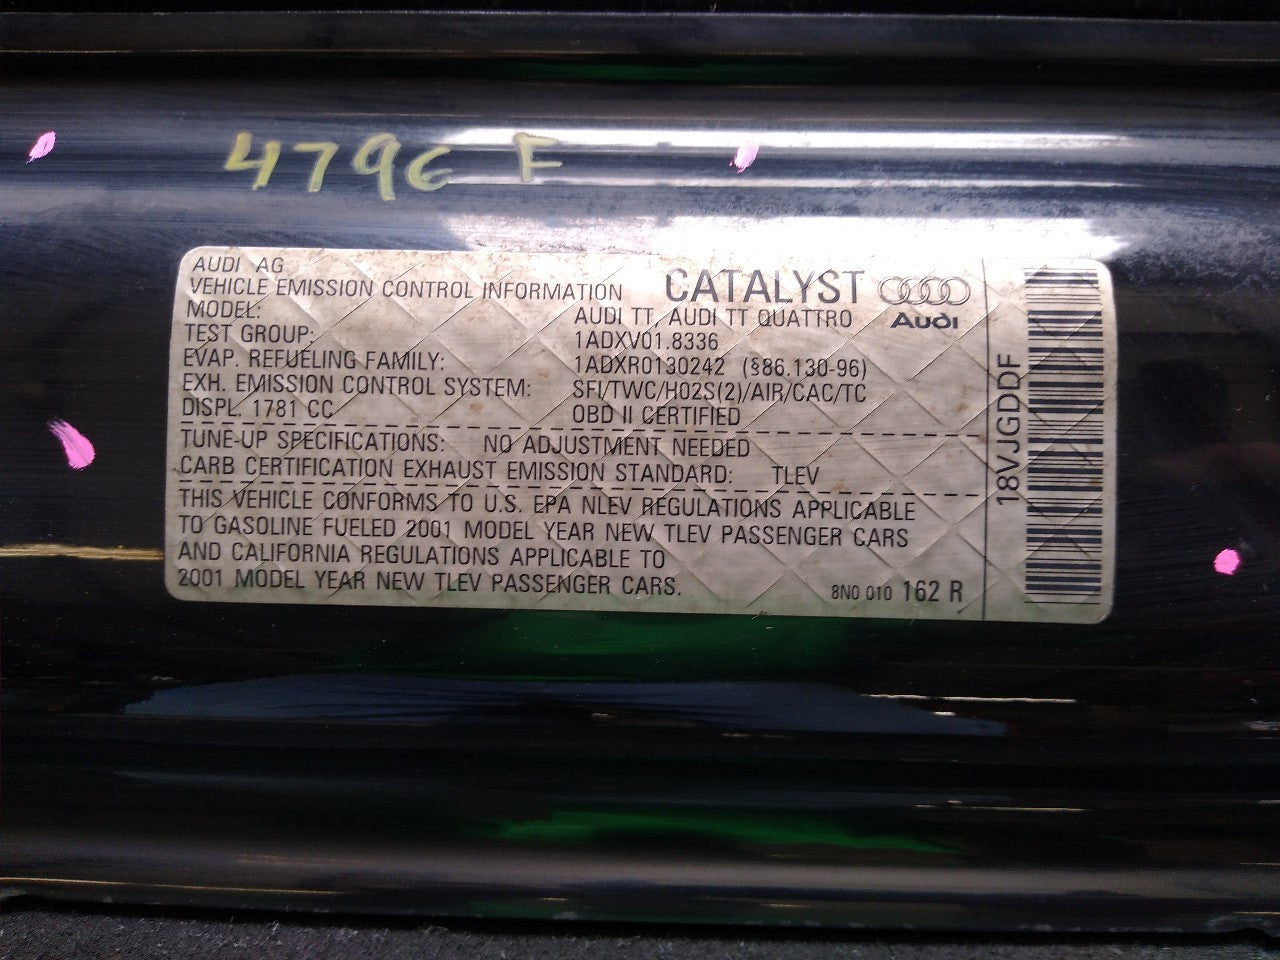 4796 F
AUDI AG
VEHICLE EMISSION CONTROL INFORMATION CATALYST
MODEL: AUDI TT, AUDI TT QUATTRO Audi
TEST GROUP: 1ADXV01.8336
EVAP. REFUELING FAMILY: 1ADXR0130242 (§86.130-96)
EXH. EMISSION CONTROL SYSTEM: SFI/TWC/HO2S(2)/AIR/CAC/TC
DISPL. 1781 CC OBD II CERTIFIED
TUNE-UP SPECIFICATIONS: NO ADJUSTMENT NEEDED
CARB CERTIFICATION EXHAUST EMISSION STANDARD: TLEV
THIS VEHICLE CONFORMS TO U.S. EPA NLEV REGULATIONS APPLICABLE
TO GASOLINE FUELED 2001 MODEL YEAR NEW TLEV PASSENGER CARS
AND CALIFORNIA REGULATIONS APPLICABLE TO
2001 MODEL YEAR NEW TLEV PASSENGER CARS.
8N0 010 162 R
18VJGDDF